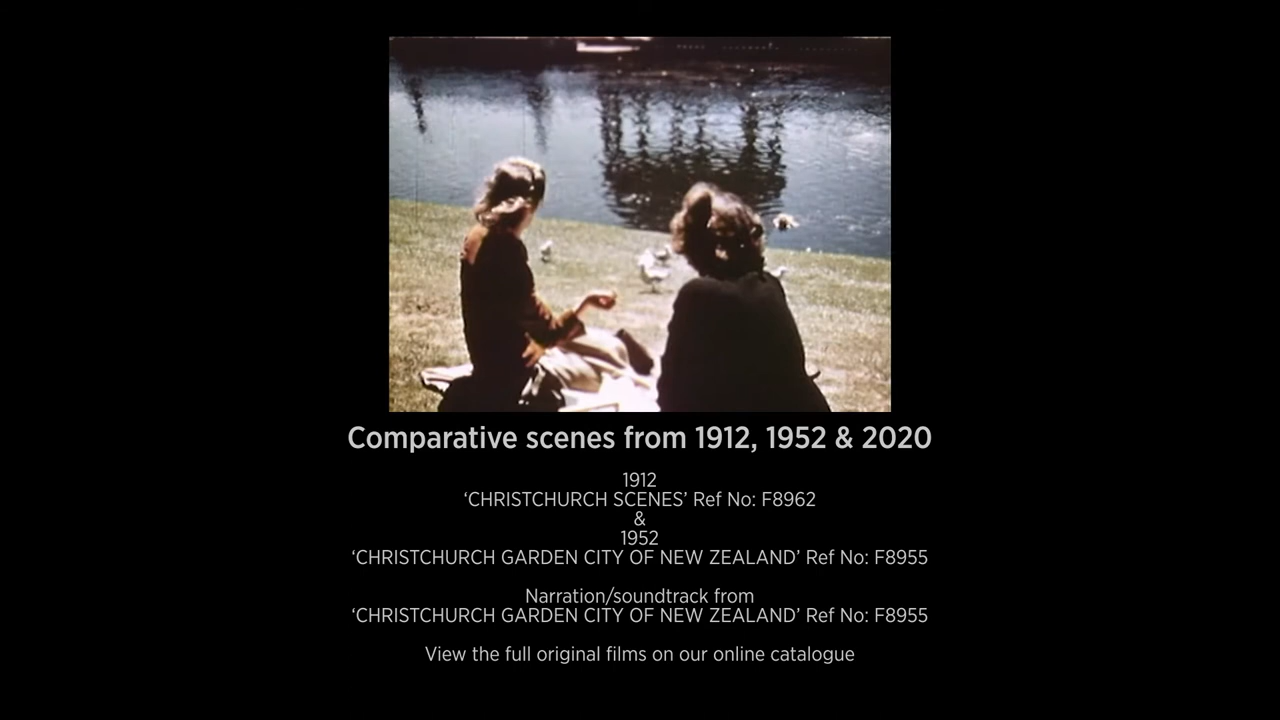 Comparative scenes from 1912, 1952 & 2020
1912
‘CHRISTCHURCH SCENES’ Ref No: F8962
&
1952
‘CHRISTCHURCH GARDEN CITY OF NEW ZEALAND’ Ref No: F8955
Narration/soundtrack from
‘CHRISTCHURCH GARDEN CITY OF NEW ZEALAND’ Ref No: F8955
View the full original films on our online catalogue